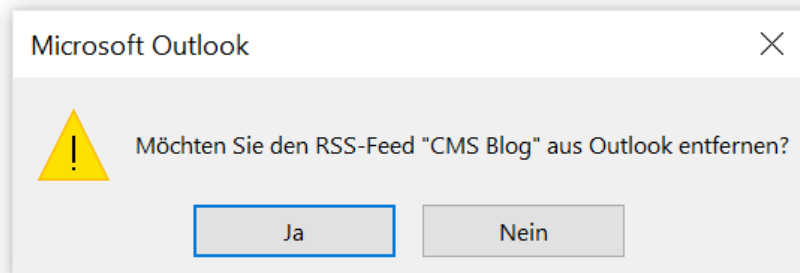 Microsoft Outlook
Möchten Sie den RSS-Feed "CMS Blog" aus Outlook entfernen?
Ja
Nein